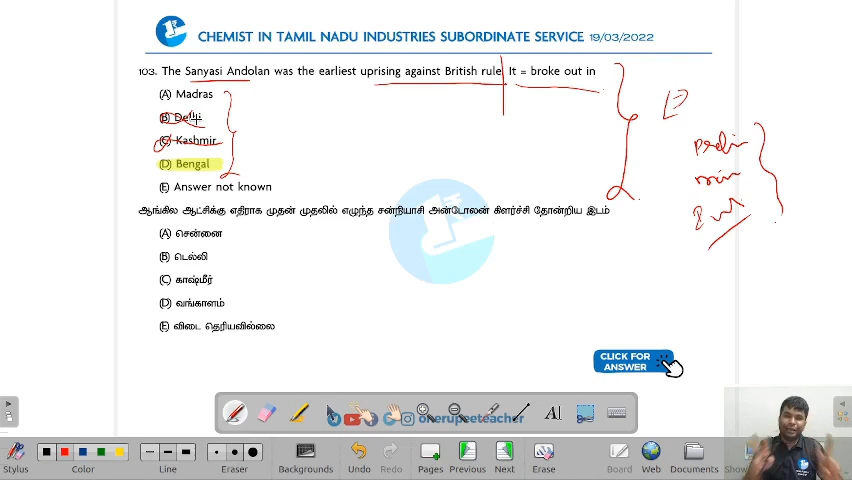 CHEMIST IN TAMIL NADU INDUSTRIES SUBORDINATE SERVICE 19/03/2022
103. The Sanyasi Andolan was the earliest uprising against British rule It = broke out in
(A) Madras
(B) Delhi
(C) Kashmir
(D) Bengal
(E) Answer not known
ஆங்கில ஆட்சிக்கு எதிராக முதன் முதலில் எழுந்த சன்நியாசி அன்டோலன் கிளர்ச்சி தோன்றிய இடம்
(A) சென்னை
(B) டெல்லி
(C) காஷ்மீர்
(D) வங்காளம்
(E) விடை தெரியவில்லை
CLICK FOR
ANSWER
onerupeeteacher
Stylus
Color
Line
Eraser
Backgrounds
Undo
Redo
Pages
Previous
Next
Erase
Board
Web
Documents
Show